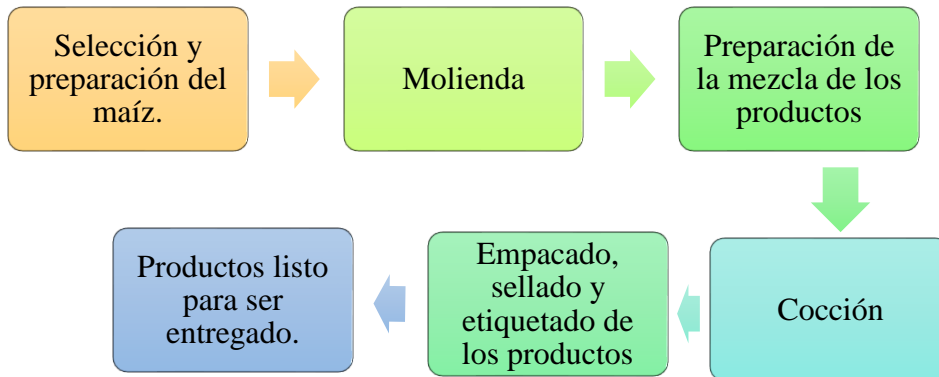 Selección y
preparación del
maíz.
Molienda
Preparación de
la mezcla de los
productos
Cocción
Empacado,
sellado y
etiquetado de
los productos
Productos listo
para ser
entregado.